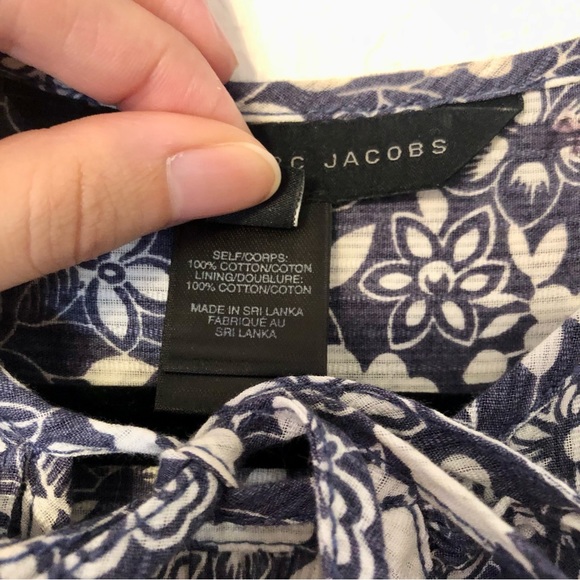 JACOBS
SELF/CORPS:
100% COTTON/COTON
LINING/DOUBLURE:
100% COTTON/COTON
MADE IN SRI LANKA
FABRIQUÉ AU
SRI LANKA